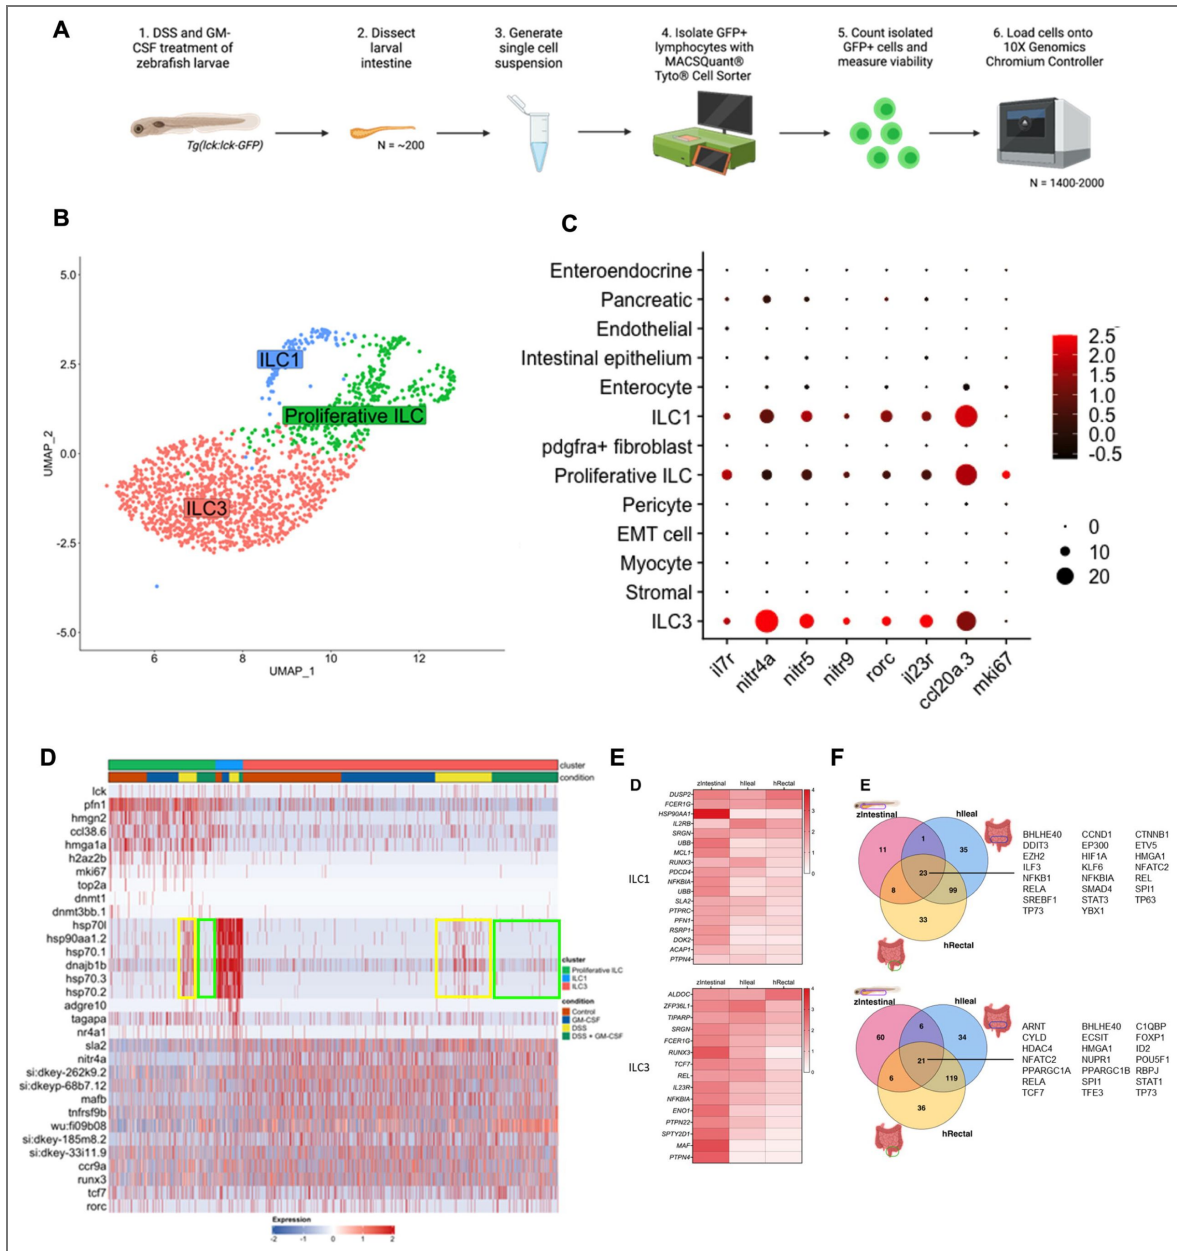 A
1. DSS and GM-
CSF treatment of
zebrafish larvae
2. Dissect
larval
intestine
3. Generate
single cell
suspension
4. Isolate GFP+
lymphocytes with
MACSQuant®
Tyto® Cell Sorter
5. Count isolated
GFP+ cells and
measure viability
6. Load cells onto
10X Genomics
Chromium Controller
Tg(lck:lck-GFP)
N = ~200
N = 1400-2000
B
5.0
2.5
0.0
-2.5
-5.0
UMAP_2
ILC1
Proliferative ILC
ILC3
6
8
10
12
UMAP_1
C
Enteroendocrine
Pancreatic
Endothelial
Intestinal epithelium
Enterocyte
ILC1
pdgfra+ fibroblast
Proliferative ILC
Pericyte
EMT cell
Myocyte
Stromal
ILC3
il7r
nitr4a
nitr5
nitr9
rorc
il23r
ccl20a.3
mki67
2.5
2.0
1.5
1.0
0.5
0.0
-0.5
0
10
20
D
cluster
condition
lck
pfn1
hmgn2
ccl38.6
hmga1a
h2az2b
mki67
top2a
dnmt1
dnmt3bb.1
hsp70l
hsp90aa1.2
hsp70.1
dnajb1b
hsp70.3
hsp70.2
adgre10
tagapa
nr4a1
sla2
nitr4a
si:dkey-262k9.2
si:dkeyp-68b7.12
mafb
tnfrsf9b
wu:fi09b08
si:dkey-185m8.2
si:dkey-33i11.9
ccr9a
runx3
tcf7
rorc
cluster
Proliferative ILC
ILC1
ILC3
condition
Control
GM-CSF
DSS
DSS + GM-CSF
Expression
-2
-1
0
1
2
E
D
zIntestinal
hIleal
hRectal
DUSP2
FCER1G
HSP90AA1
IL2RB
SRGN
UBB
MCL1
RUNX3
PDCD4
NFKBIA
UBB
SLA2
PTPRC
PFN1
RSRP1
DOK2
ACAP1
PTPN4
ILC1
4
3
2
1
0
zIntestinal
hIleal
hRectal
ALDOC
ZFP36L1
TIPARP
SRGN
FCER1G
RUNX3
TCF7
REL
IL23R
NFKBIA
ENO1
PTPN22
SPTY2D1
MAF
PTPN4
ILC3
4
3
2
1
0
F
E
zIntestinal
hIleal
11
1
35
23
8
99
33
hRectal
BHLHE40 CCND1 CTNNB1
DDIT3 EP300 ETV5
EZH2 HIF1A HMGA1
ILF3 KLF6 NFATC2
NFKB1 NFKBIA REL
RELA SMAD4 SPI1
SREBF1 STAT3 TP63
TP73 YBX1
zIntestinal
hIleal
60
6
34
21
6
119
36
hRectal
ARNT BHLHE40 C1QBP
CYLD ECSIT FOXP1
HDAC4 HMGA1 ID2
NFATC2 NUPR1 POU5F1
PPARGC1A PPARGC1B RBPJ
RELA SPI1 STAT1
TCF7 TFE3 TP73